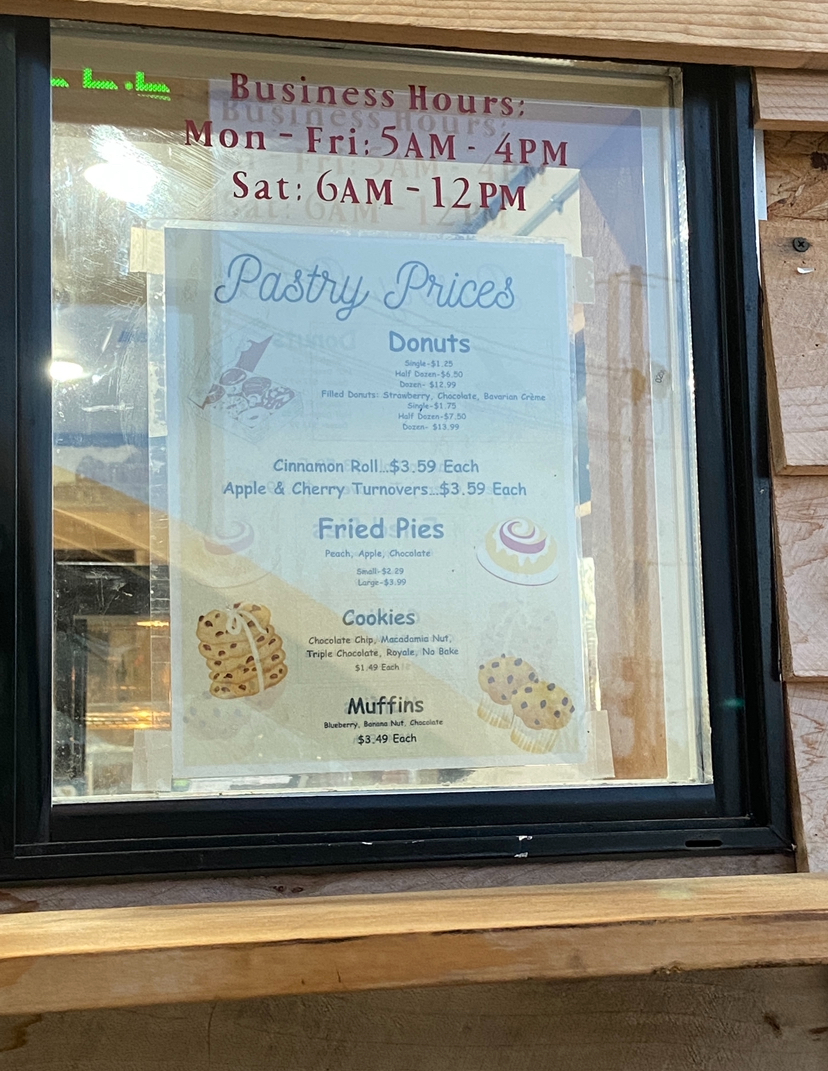 Business Hours:
Mon - Fri: 5AM - 4PM
Sat: 6AM - 12PM
Pastry Prices
Donuts
Single-$1.25
Half Dozen-$6.50
Dozen- $12.99
Filled Donuts: Strawberry, Chocolate, Bavarian Crème
Single-$1.75
Half Dozen-$7.50
Dozen- $13.99
Cinnamon Roll...$3.59 Each
Apple & Cherry Turnovers...$3.59 Each
Fried Pies
Peach, Apple, Chocolate
Small-$2.29
Large-$3.99
Cookies
Chocolate Chip, Macadamia Nut,
Triple Chocolate, Royale, No Bake
$1.49 Each
Muffins
Blueberry, Banana Nut, Chocolate
$3.49 Each